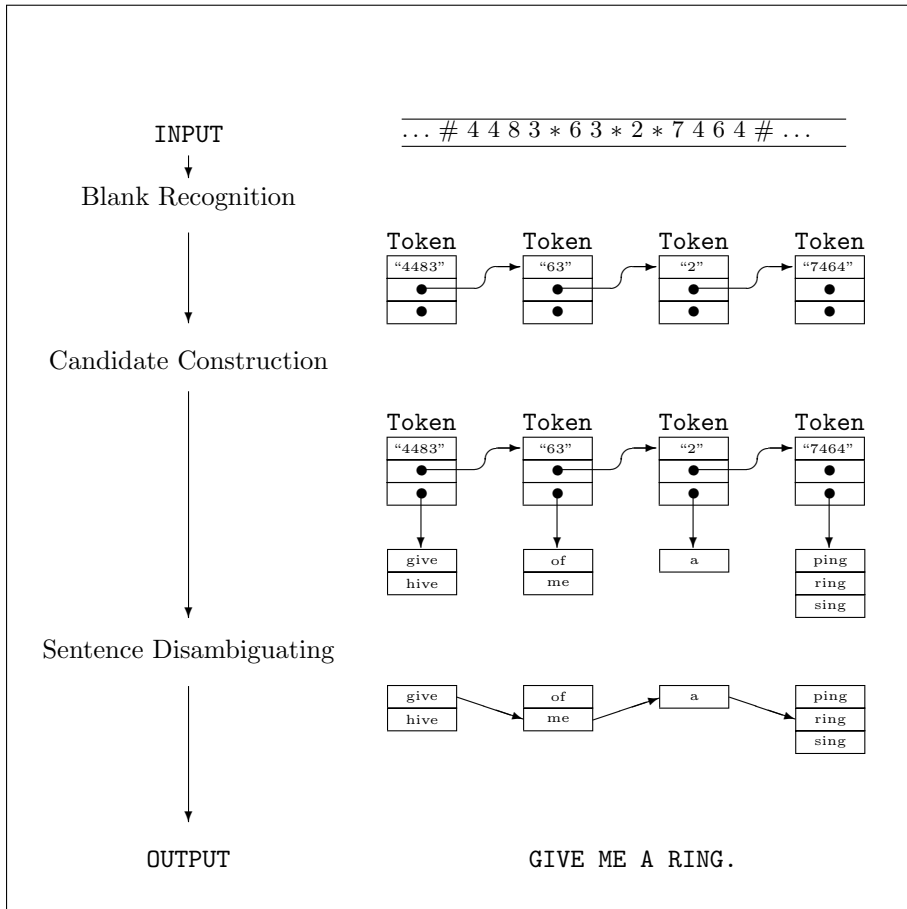 INPUT … # 4 4 8 3 ∗ 6 3 ∗ 2 ∗ 7 4 6 4 # …
Blank Recognition
Token Token Token Token
“4483” “63” “2” “7464”
Candidate Construction
Token Token Token Token
“4483” “63” “2” “7464”
give of a ping
hive me ring
sing
Sentence Disambiguating
give of a ping
hive me ring
sing
OUTPUT GIVE ME A RING.